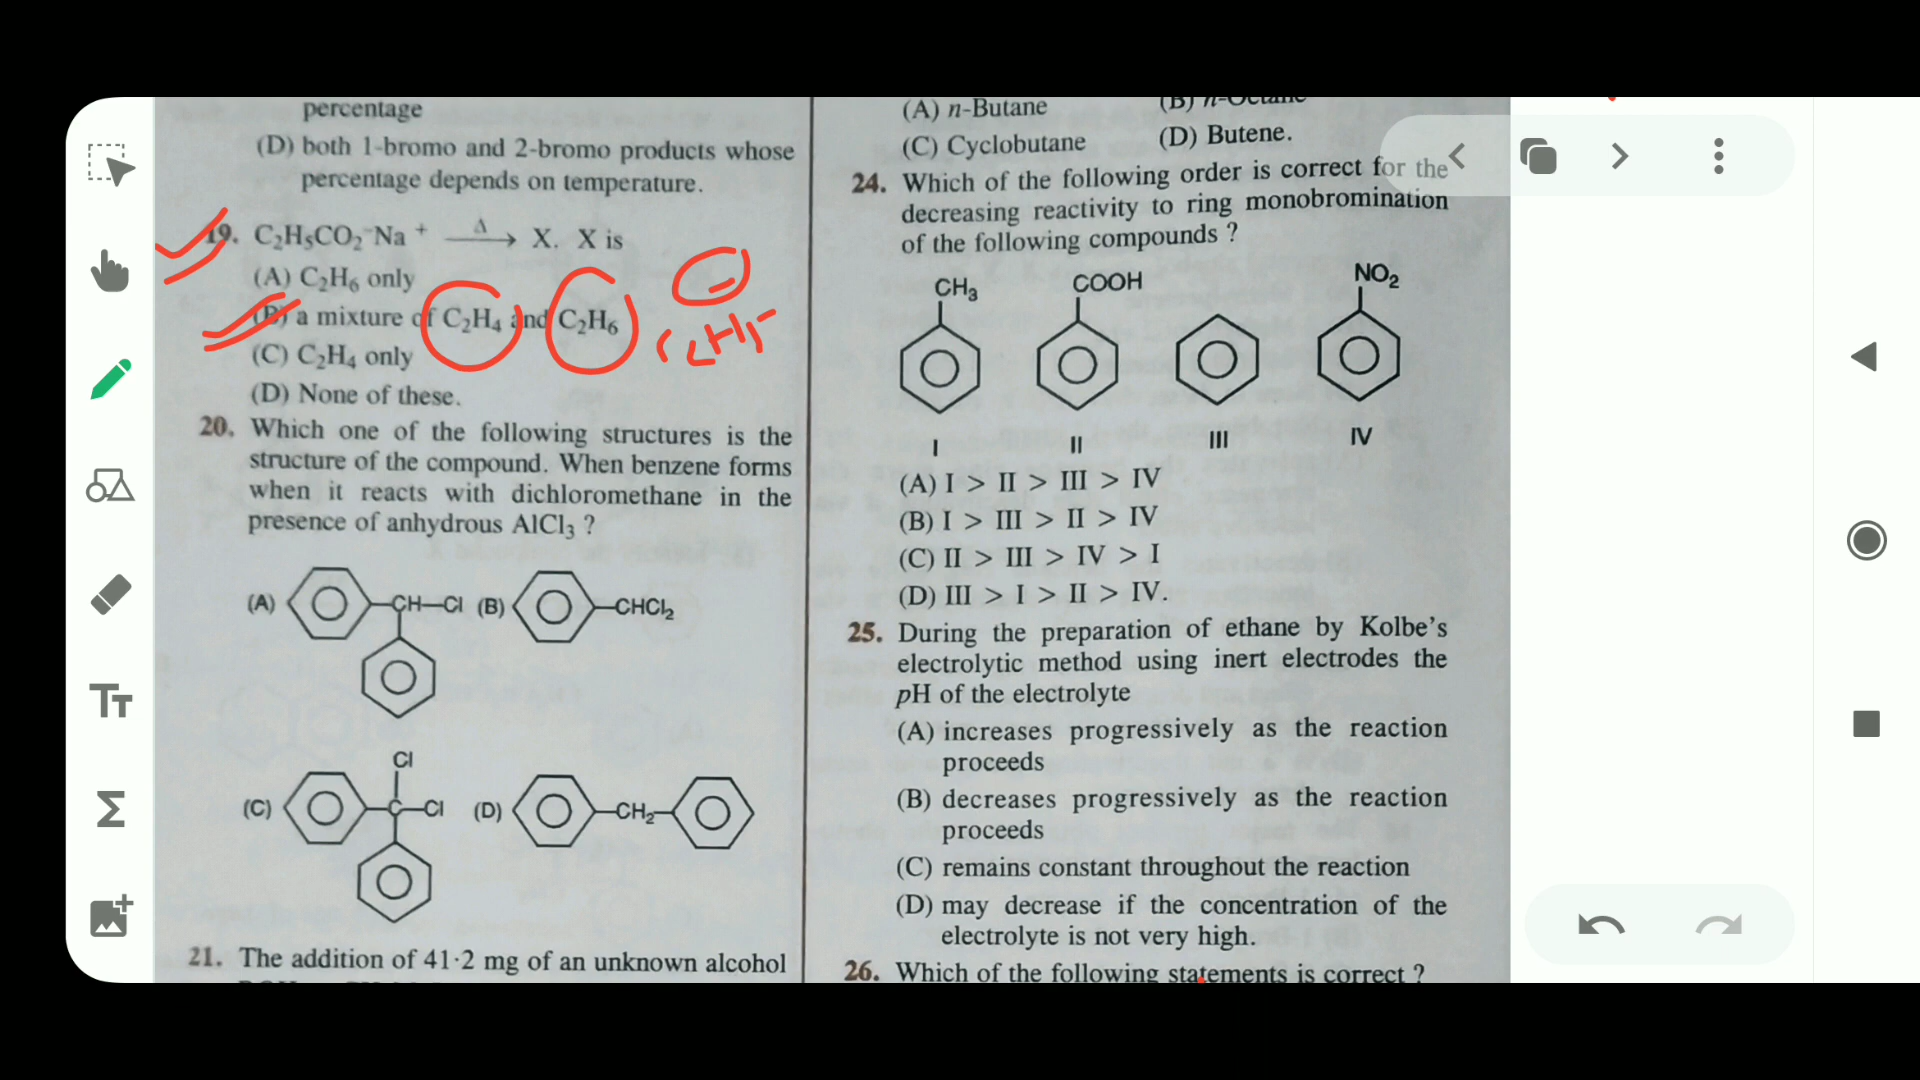 percentage
(D) both 1-bromo and 2-bromo products whose
percentage depends on temperature.
19. C₂H₅CO₂⁻Na⁺ —Δ→ X. X is
(A) C₂H₆ only
(B) a mixture of C₂H₄ and C₂H₆
(C) C₂H₄ only
(D) None of these.
20. Which one of the following structures is the
structure of the compound. When benzene forms
when it reacts with dichloromethane in the
presence of anhydrous AlCl₃ ?
(A) CH—Cl (B) CHCl₂
Cl
(C) C—Cl (D) CH₂
21. The addition of 41·2 mg of an unknown alcohol
(A) n-Butane (B) n-Octane
(C) Cyclobutane (D) Butene.
24. Which of the following order is correct for the
decreasing reactivity to ring monobromination
of the following compounds ?
CH₃ COOH NO₂
I II III IV
(A) I > II > III > IV
(B) I > III > II > IV
(C) II > III > IV > I
(D) III > I > II > IV.
25. During the preparation of ethane by Kolbe's
electrolytic method using inert electrodes the
pH of the electrolyte
(A) increases progressively as the reaction
proceeds
(B) decreases progressively as the reaction
proceeds
(C) remains constant throughout the reaction
(D) may decrease if the concentration of the
electrolyte is not very high.
26. Which of the following statements is correct ?
C₂H₅
Tт
Σ